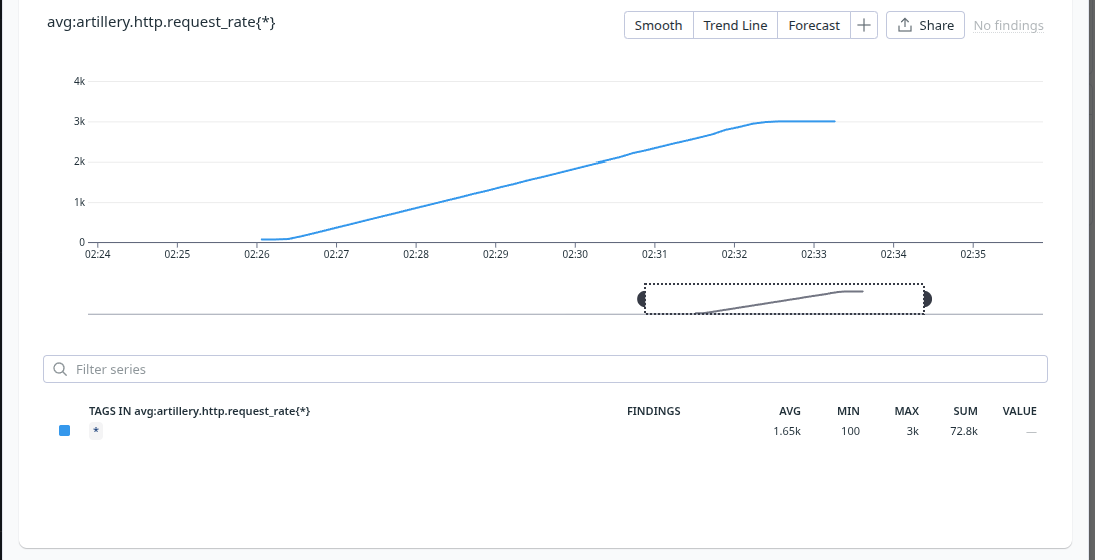 avg:artillery.http.request_rate{*}
Smooth Trend Line Forecast + Share No findings
4k
3k
2k
1k
0
02:24 02:25 02:26 02:27 02:28 02:29 02:30 02:31 02:32 02:33 02:34 02:35
Filter series
TAGS IN avg:artillery.http.request_rate{*} FINDINGS AVG MIN MAX SUM VALUE
* 1.65k 100 3k 72.8k —